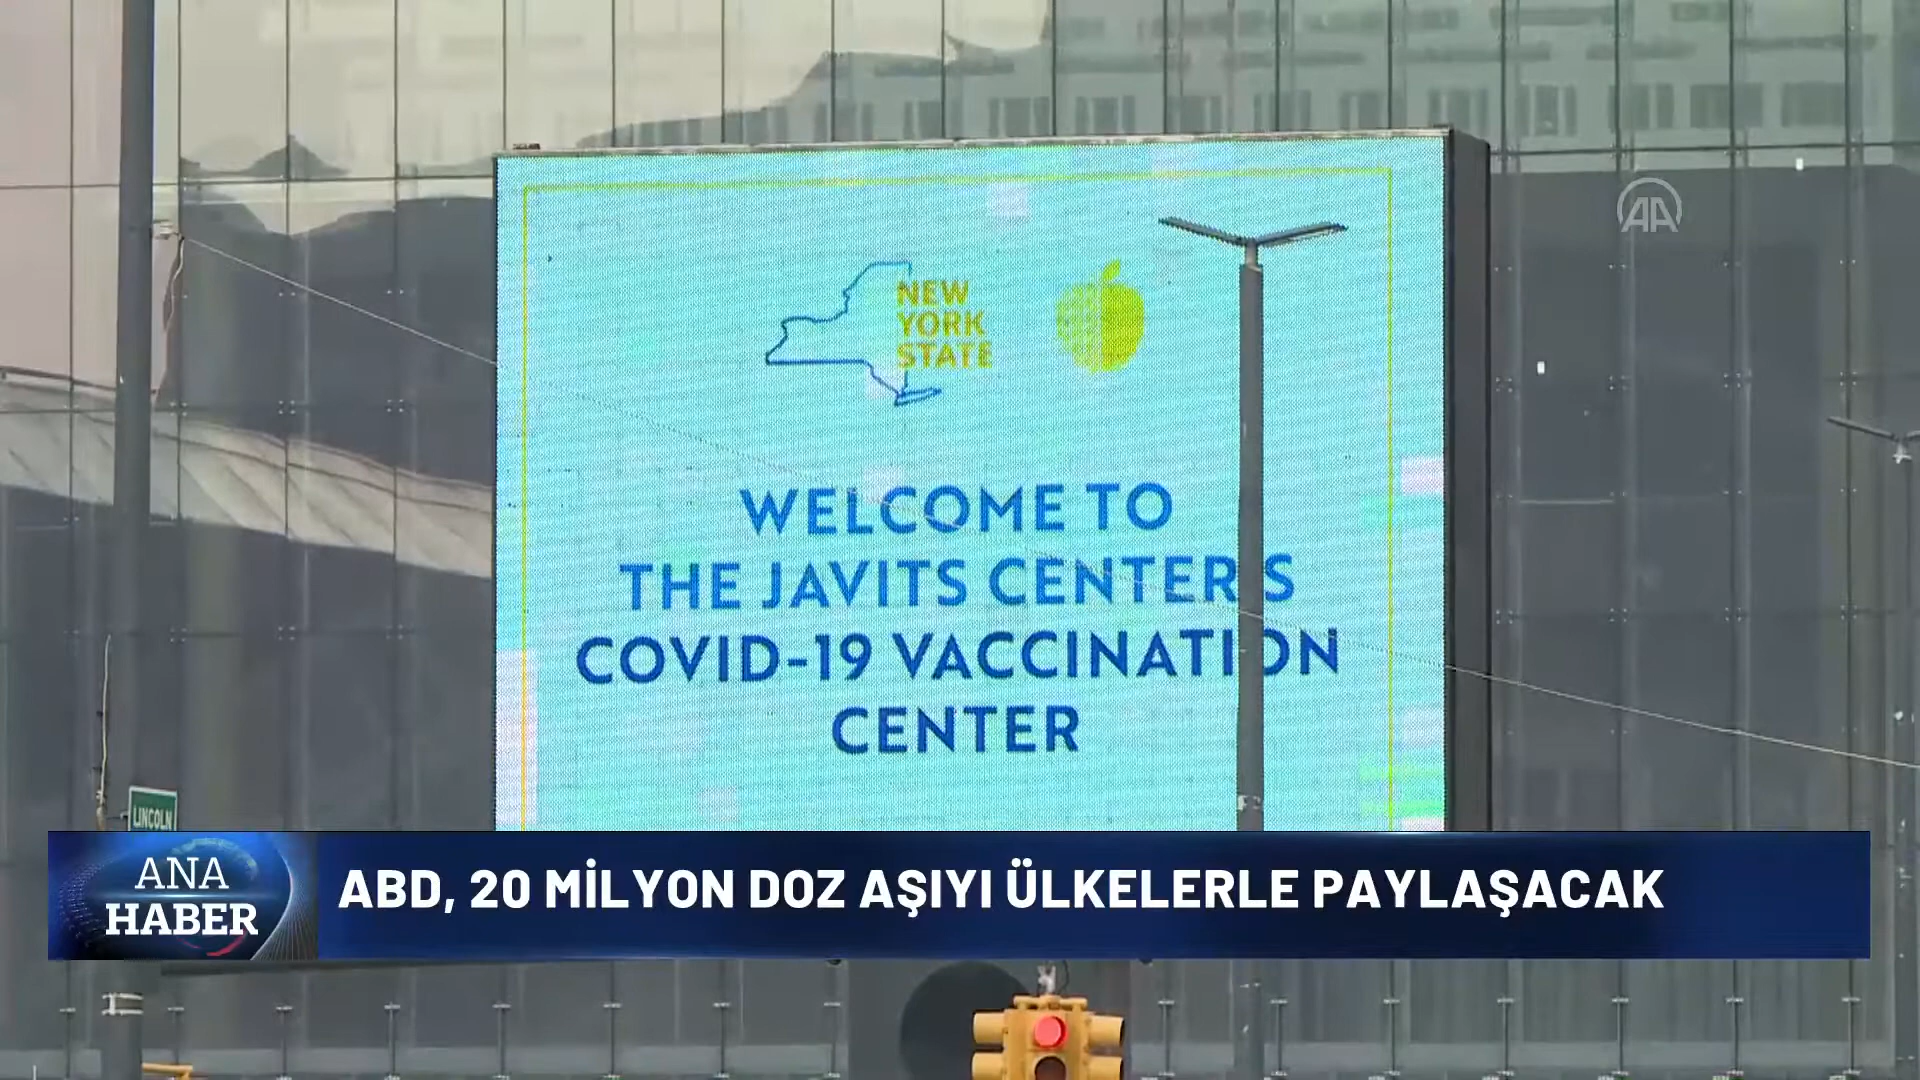 AA
NEW
YORK
STATE
WELCOME TO
THE JAVITS CENTER'S
COVID-19 VACCINATION
CENTER
LINCOLN
ANA
HABER
ABD, 20 MİLYON DOZ AŞIYI ÜLKELERLE PAYLAŞACAK